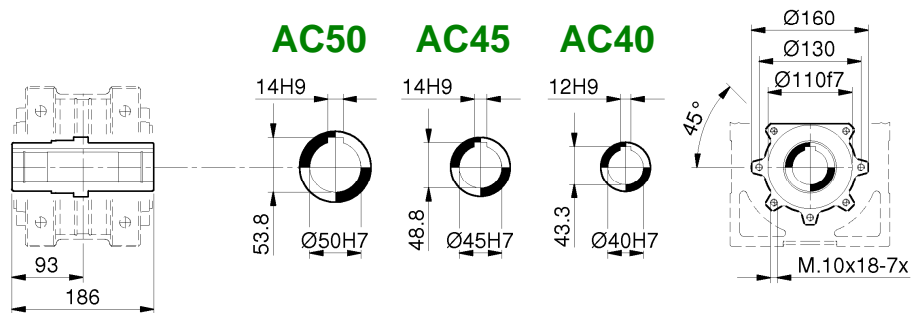 AC50 AC45 AC40
Ø160
Ø130
Ø110f7
14H9 14H9 12H9
45°
53.8 48.8 43.3
Ø50H7 Ø45H7 Ø40H7
93
186
M.10x18-7x